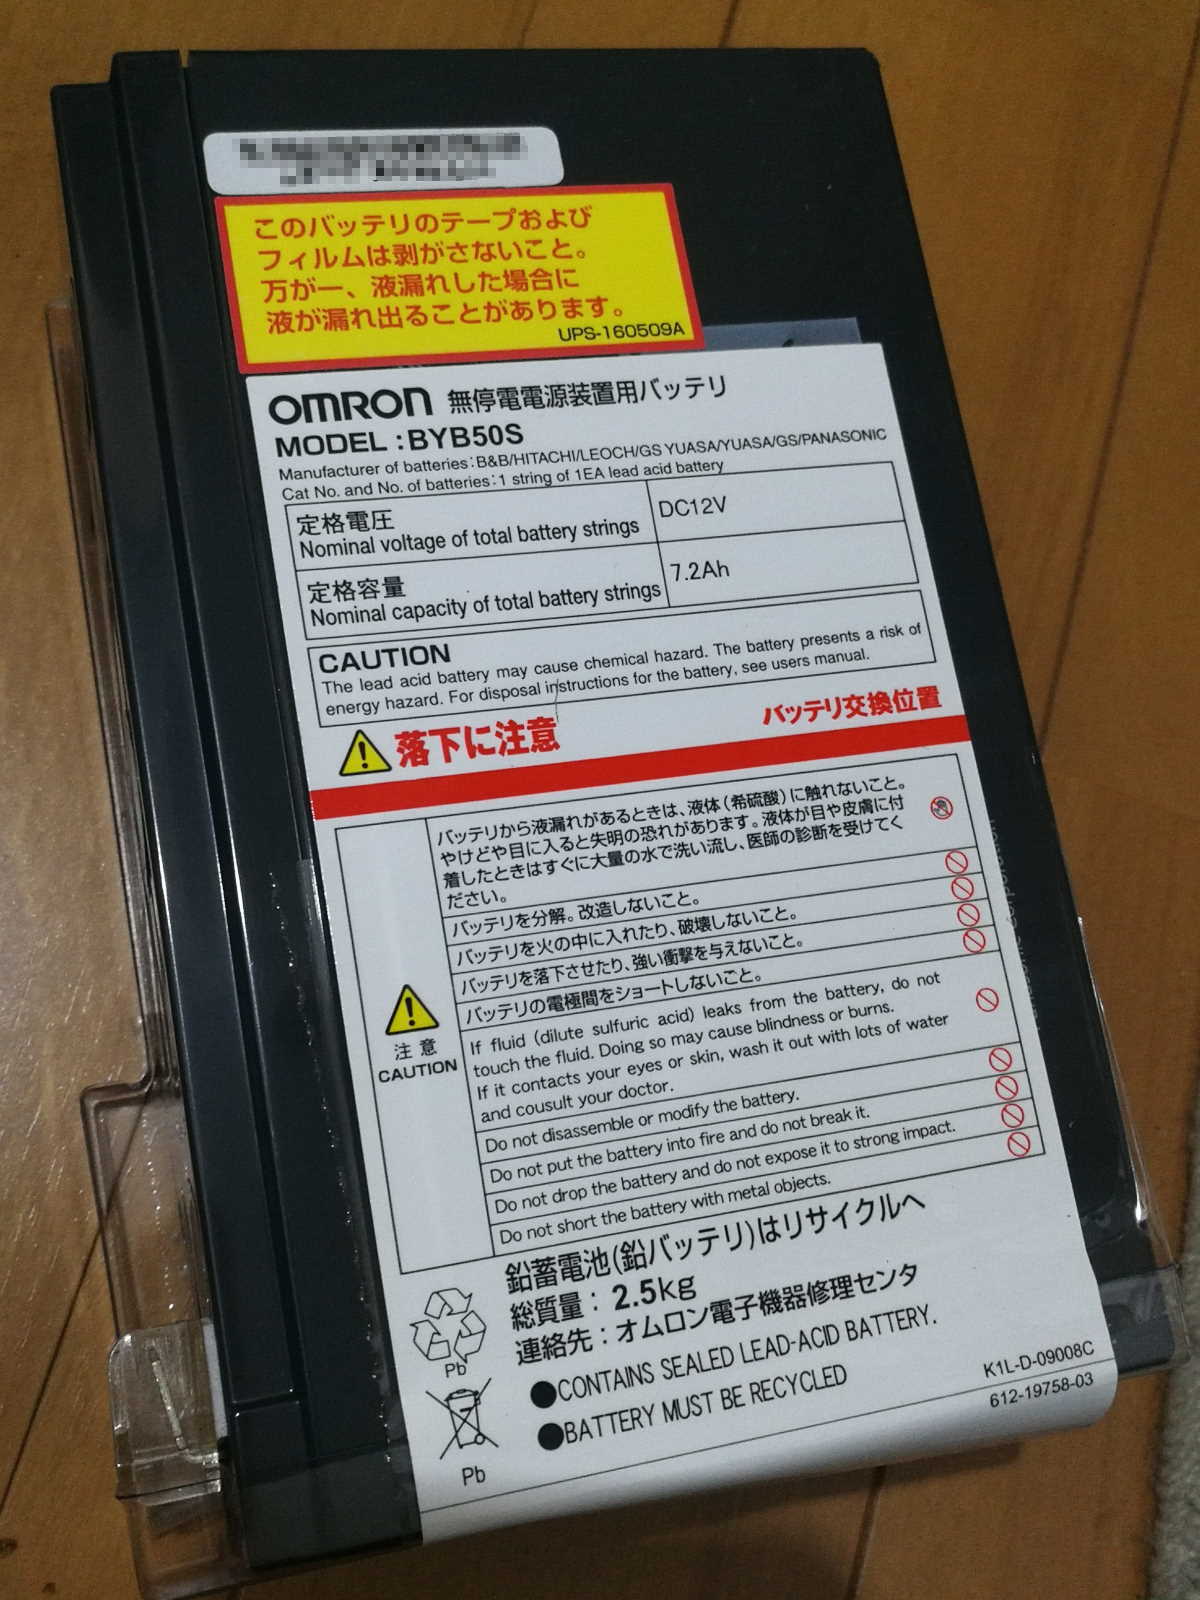 このバッテリのテープおよび
フィルムは剥がさないこと。
万が一、液漏れした場合に
液が漏れ出ることがあります。
UPS-160509A
OMRON 無停電電源装置用バッテリ
MODEL :BYB50S
Manufacturer of batteries:B&B/HITACHI/LEOCH/GS YUASA/YUASA/GS/PANASONIC
Cat No. and No. of batteries:1 string of 1EA lead acid battery
定格電圧
Nominal voltage of total battery strings
DC12V
定格容量
Nominal capacity of total battery strings
7.2Ah
CAUTION
The lead acid battery may cause chemical hazard. The battery presents a risk of
energy hazard. For disposal instructions for the battery, see users manual.
落下に注意
バッテリ交換位置
注意
CAUTION
バッテリから液漏れがあるときは、液体(希硫酸)に触れないこと。
やけどや目に入ると失明の恐れがあります。液体が目や皮膚に付
着したときはすぐに大量の水で洗い流し、医師の診断を受けてく
ださい。
バッテリを分解。改造しないこと。
バッテリを火の中に入れたり、破壊しないこと。
バッテリを落下させたり、強い衝撃を与えないこと。
バッテリの電極間をショートしないこと。
If fluid (dilute sulfuric acid) leaks from the battery, do not
touch the fluid. Doing so may cause blindness or burns.
If it contacts your eyes or skin, wash it out with lots of water
and cousult your doctor.
Do not disassemble or modify the battery.
Do not put the battery into fire and do not break it.
Do not drop the battery and do not expose it to strong impact.
Do not short the battery with metal objects.
鉛蓄電池(鉛バッテリ)はリサイクルへ
総質量：2.5kg
連絡先：オムロン電子機器修理センタ
●CONTAINS SEALED LEAD-ACID BATTERY.
●BATTERY MUST BE RECYCLED
Pb
Pb
K1L-D-09008C
612-19758-03